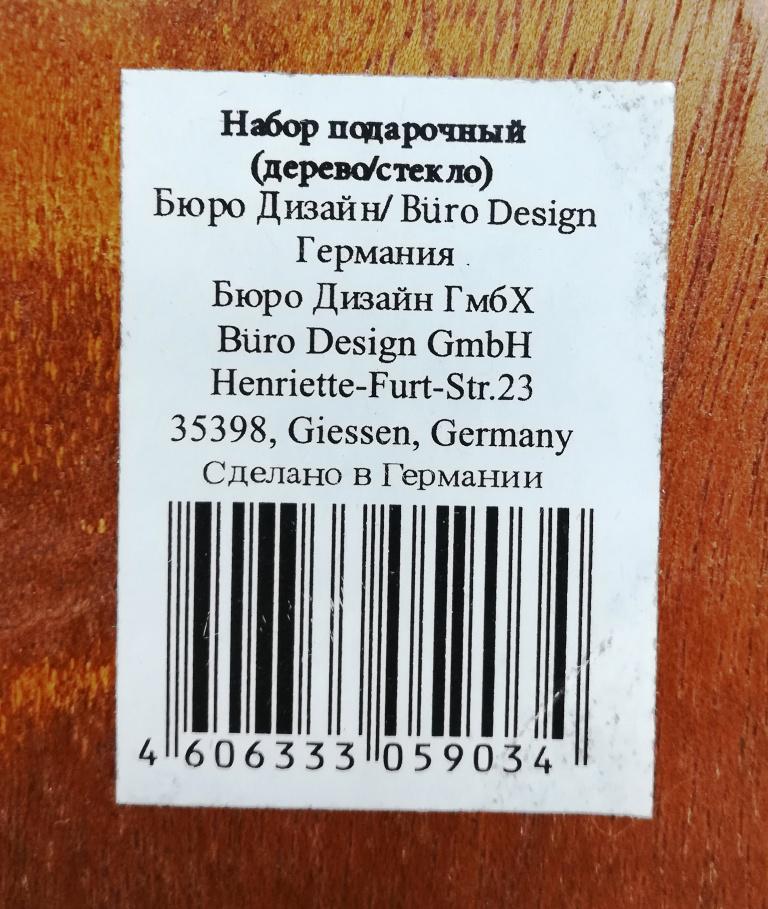 Набор подарочный
(дерево/стекло)
Бюро Дизайн/ Büro Design
Германия
Бюро Дизайн ГмбХ
Büro Design GmbH
Henriette-Furt-Str.23
35398, Giessen, Germany
Сделано в Германии
4 606333 059034